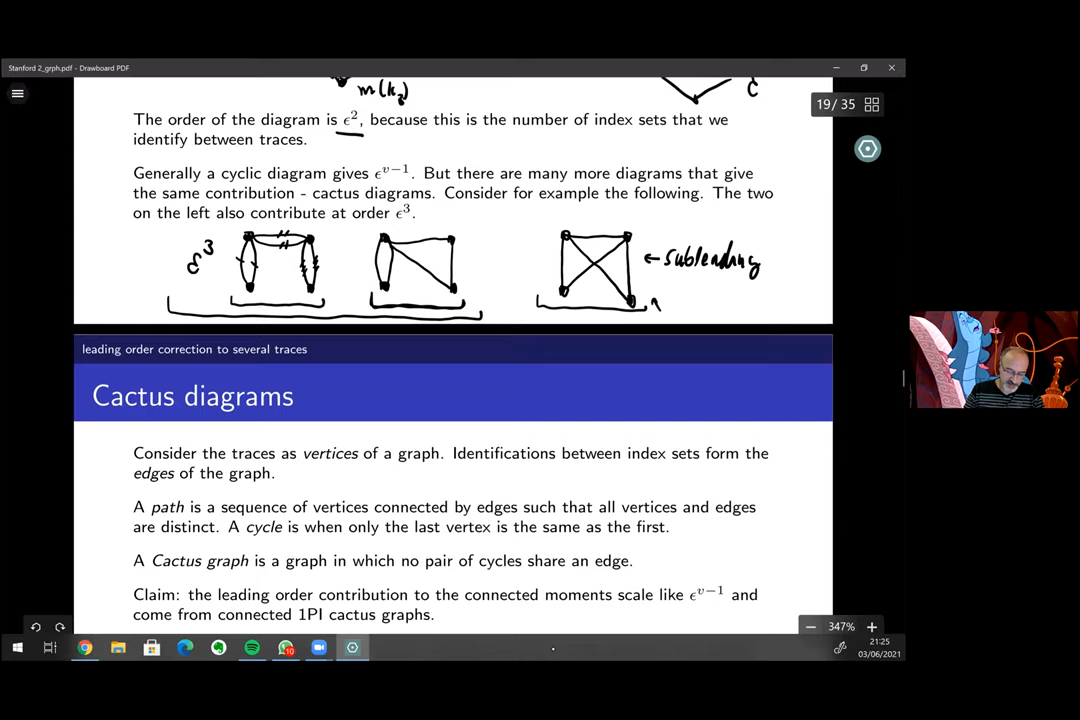 Stanford 2_grph.pdf - Drawboard PDF
m(k₂)
19 / 35
The order of the diagram is ϵ², because this is the number of index sets that we
identify between traces.
Generally a cyclic diagram gives ϵᵛ⁻¹. But there are many more diagrams that give
the same contribution - cactus diagrams. Consider for example the following. The two
on the left also contribute at order ϵ³.
ϵ³
←subleading
leading order correction to several traces
Cactus diagrams
Consider the traces as vertices of a graph. Identifications between index sets form the
edges of the graph.
A path is a sequence of vertices connected by edges such that all vertices and edges
are distinct. A cycle is when only the last vertex is the same as the first.
A Cactus graph is a graph in which no pair of cycles share an edge.
Claim: the leading order contribution to the connected moments scale like ϵᵛ⁻¹ and
come from connected 1PI cactus graphs.
347%
10
21:25
03/06/2021